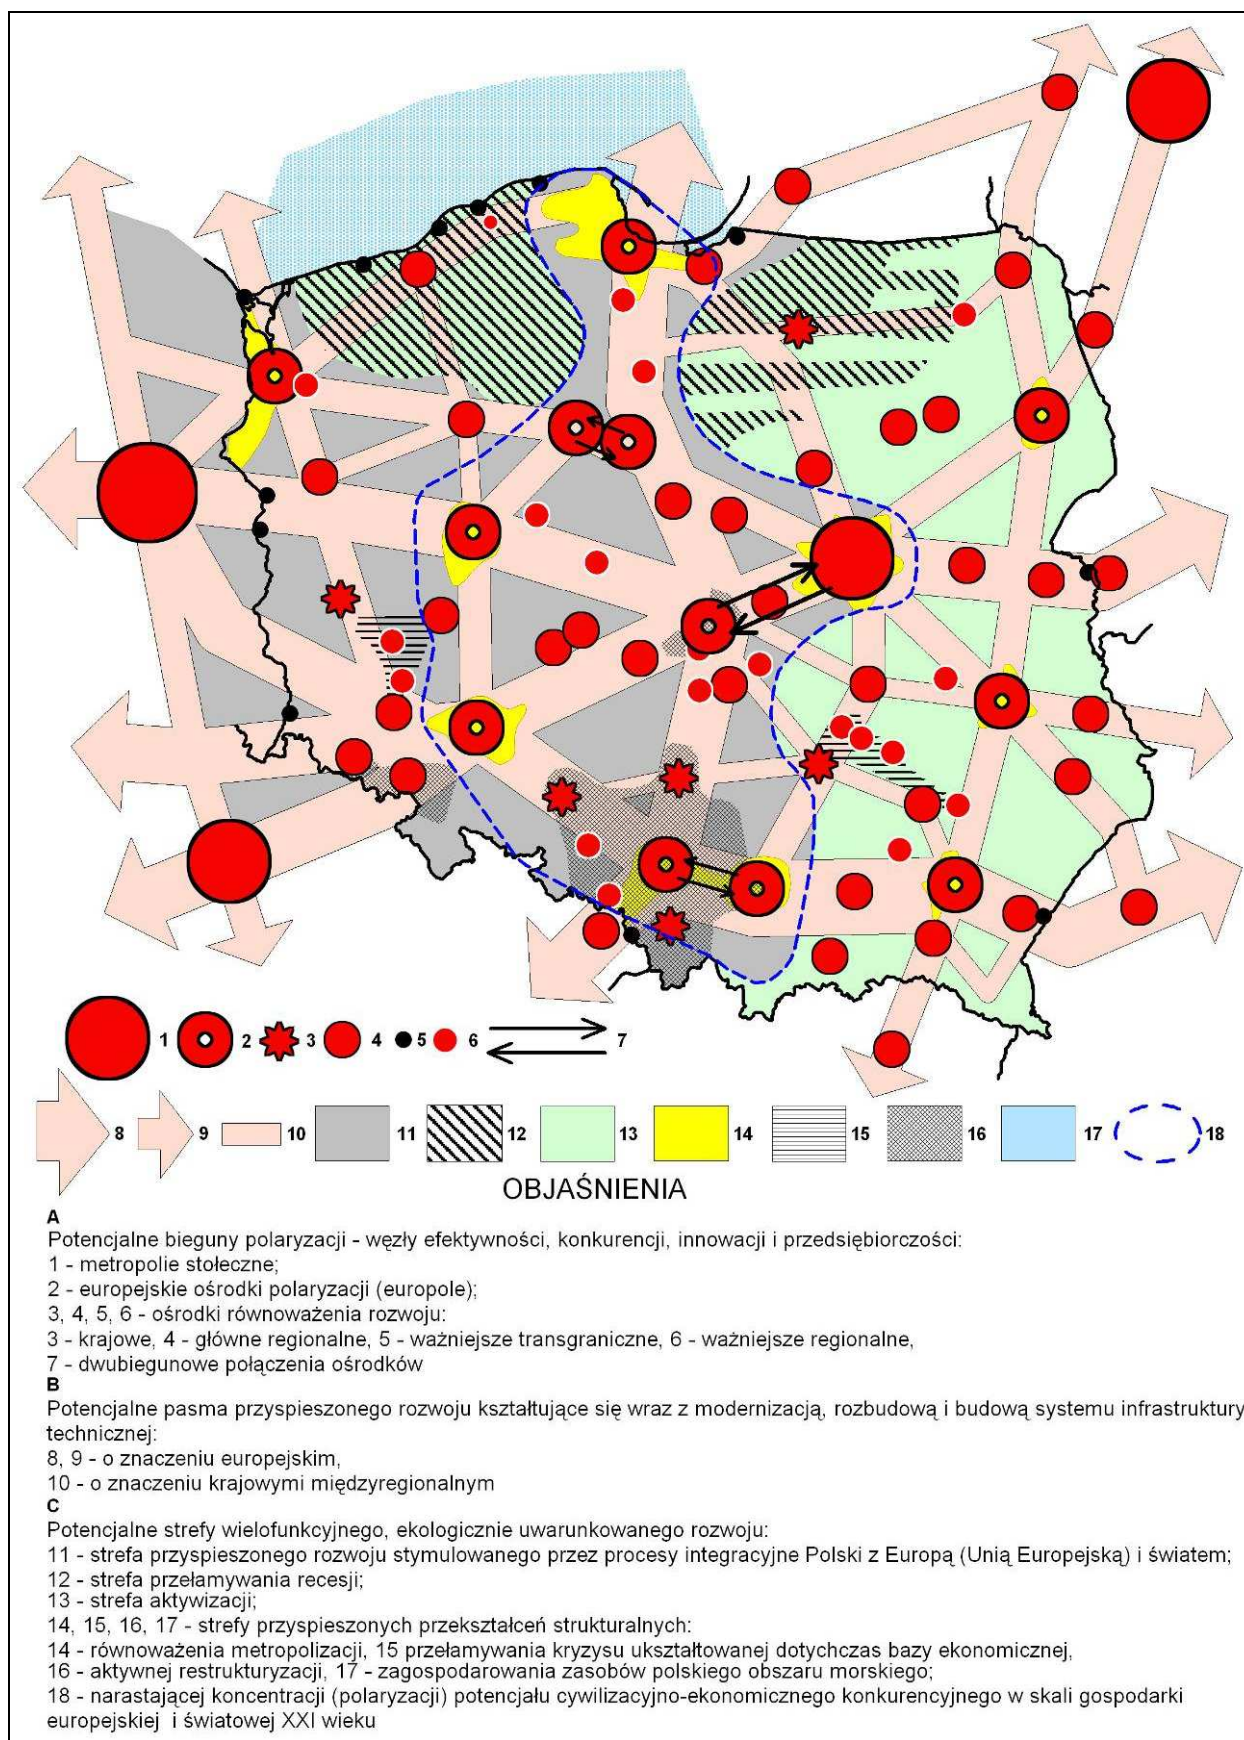 1 2 3 4 5 6 7
8 9 10 11 12 13 14 15 16 17 18
OBJAŚNIENIA
A
Potencjalne bieguny polaryzacji - węzły efektywności, konkurencji, innowacji i przedsiębiorczości:
1 - metropolie stołeczne;
2 - europejskie ośrodki polaryzacji (europole);
3, 4, 5, 6 - ośrodki równoważenia rozwoju:
3 - krajowe, 4 - główne regionalne, 5 - ważniejsze transgraniczne, 6 - ważniejsze regionalne,
7 - dwubiegunowe połączenia ośrodków
B
Potencjalne pasma przyspieszonego rozwoju kształtujące się wraz z modernizacją, rozbudową i budową systemu infrastruktury
technicznej:
8, 9 - o znaczeniu europejskim,
10 - o znaczeniu krajowymi międzyregionalnym
C
Potencjalne strefy wielofunkcyjnego, ekologicznie uwarunkowanego rozwoju:
11 - strefa przyspieszonego rozwoju stymulowanego przez procesy integracyjne Polski z Europą (Unią Europejską) i światem;
12 - strefa przełamywania recesji;
13 - strefa aktywizacji;
14, 15, 16, 17 - strefy przyspieszonych przekształceń strukturalnych:
14 - równoważenia metropolizacji, 15 przełamywania kryzysu ukształtowanej dotychczas bazy ekonomicznej,
16 - aktywnej restrukturyzacji, 17 - zagospodarowania zasobów polskiego obszaru morskiego;
18 - narastającej koncentracji (polaryzacji) potencjału cywilizacyjno-ekonomicznego konkurencyjnego w skali gospodarki
europejskiej i światowej XXI wieku